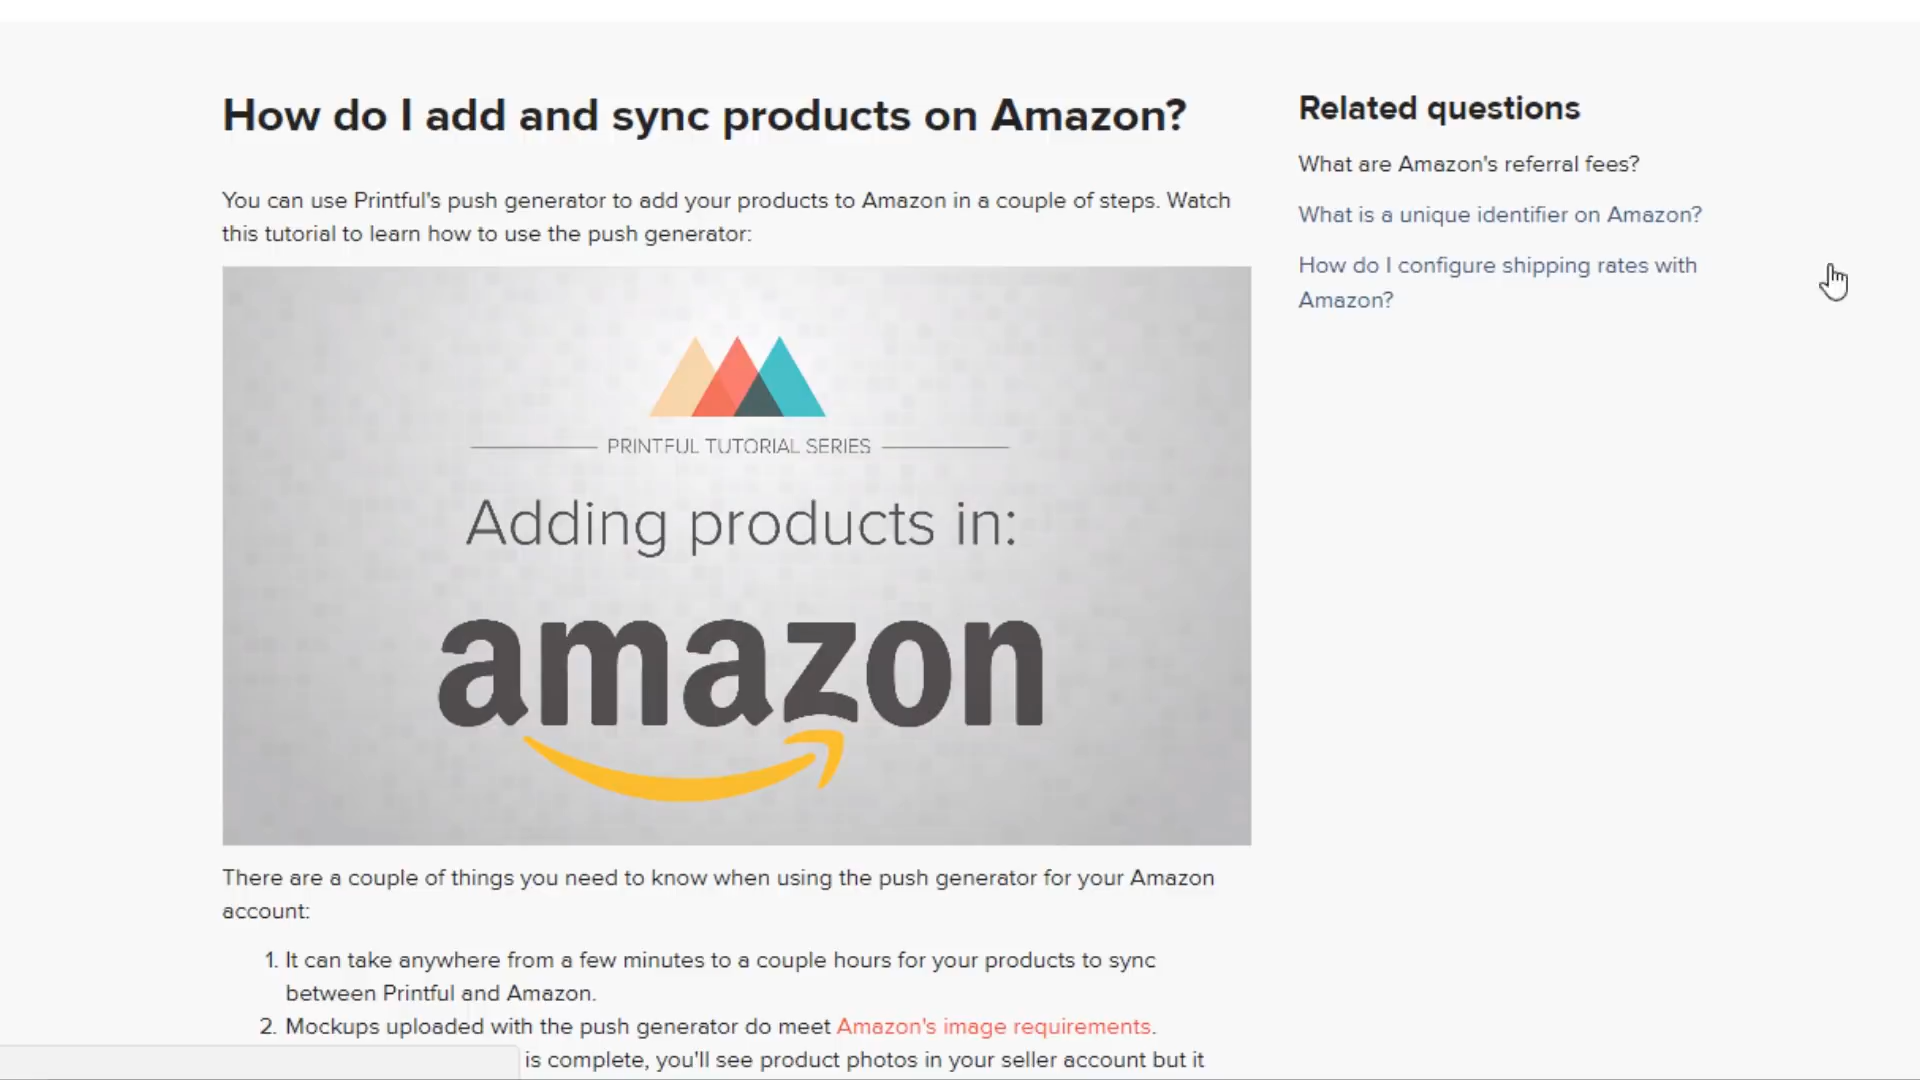 How do I add and sync products on Amazon?
You can use Printful's push generator to add your products to Amazon in a couple of steps. Watch
this tutorial to learn how to use the push generator:
PRINTFUL TUTORIAL SERIES
Adding products in:
amazon
There are a couple of things you need to know when using the push generator for your Amazon
account:
1. It can take anywhere from a few minutes to a couple hours for your products to sync
between Printful and Amazon.
2. Mockups uploaded with the push generator do meet Amazon's image requirements.
is complete, you'll see product photos in your seller account but it
Related questions
What are Amazon's referral fees?
What is a unique identifier on Amazon?
How do I configure shipping rates with
Amazon?